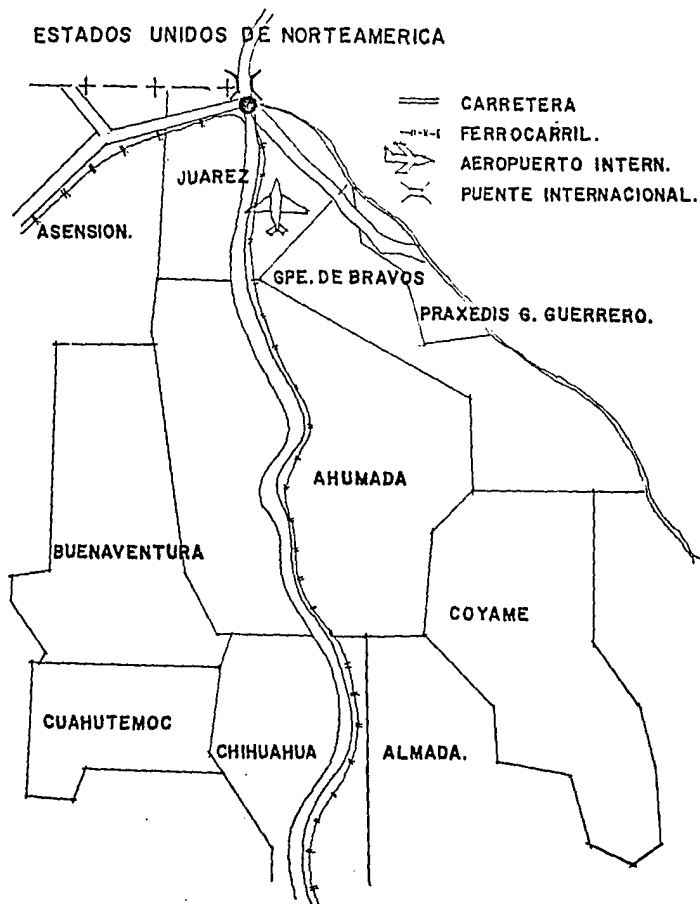 ESTADOS UNIDOS DE NORTEAMERICA
CARRETERA
FERROCARRIL.
AEROPUERTO INTERN.
PUENTE INTERNACIONAL.
JUAREZ
ASENSION.
GPE. DE BRAVOS
PRAXEDIS G. GUERRERO.
AHUMADA
BUENAVENTURA
COYAME
CUAHUTEMOC
CHIHUAHUA
ALMADA.